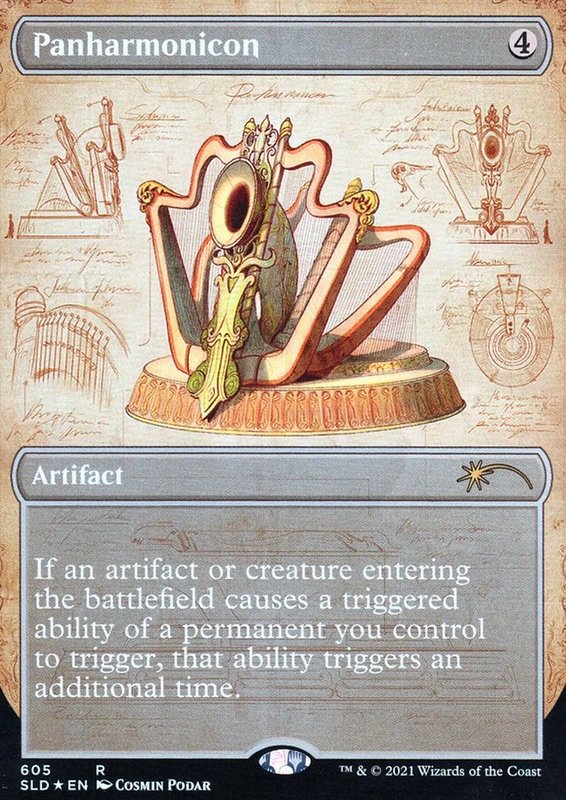 Panharmonicon
4
Artifact
If an artifact or creature entering
the battlefield causes a triggered
ability of a permanent you control
to trigger, that ability triggers an
additional time.
605 R
SLD★EN Cosmin Podar
™ & © 2021 Wizards of the Coast